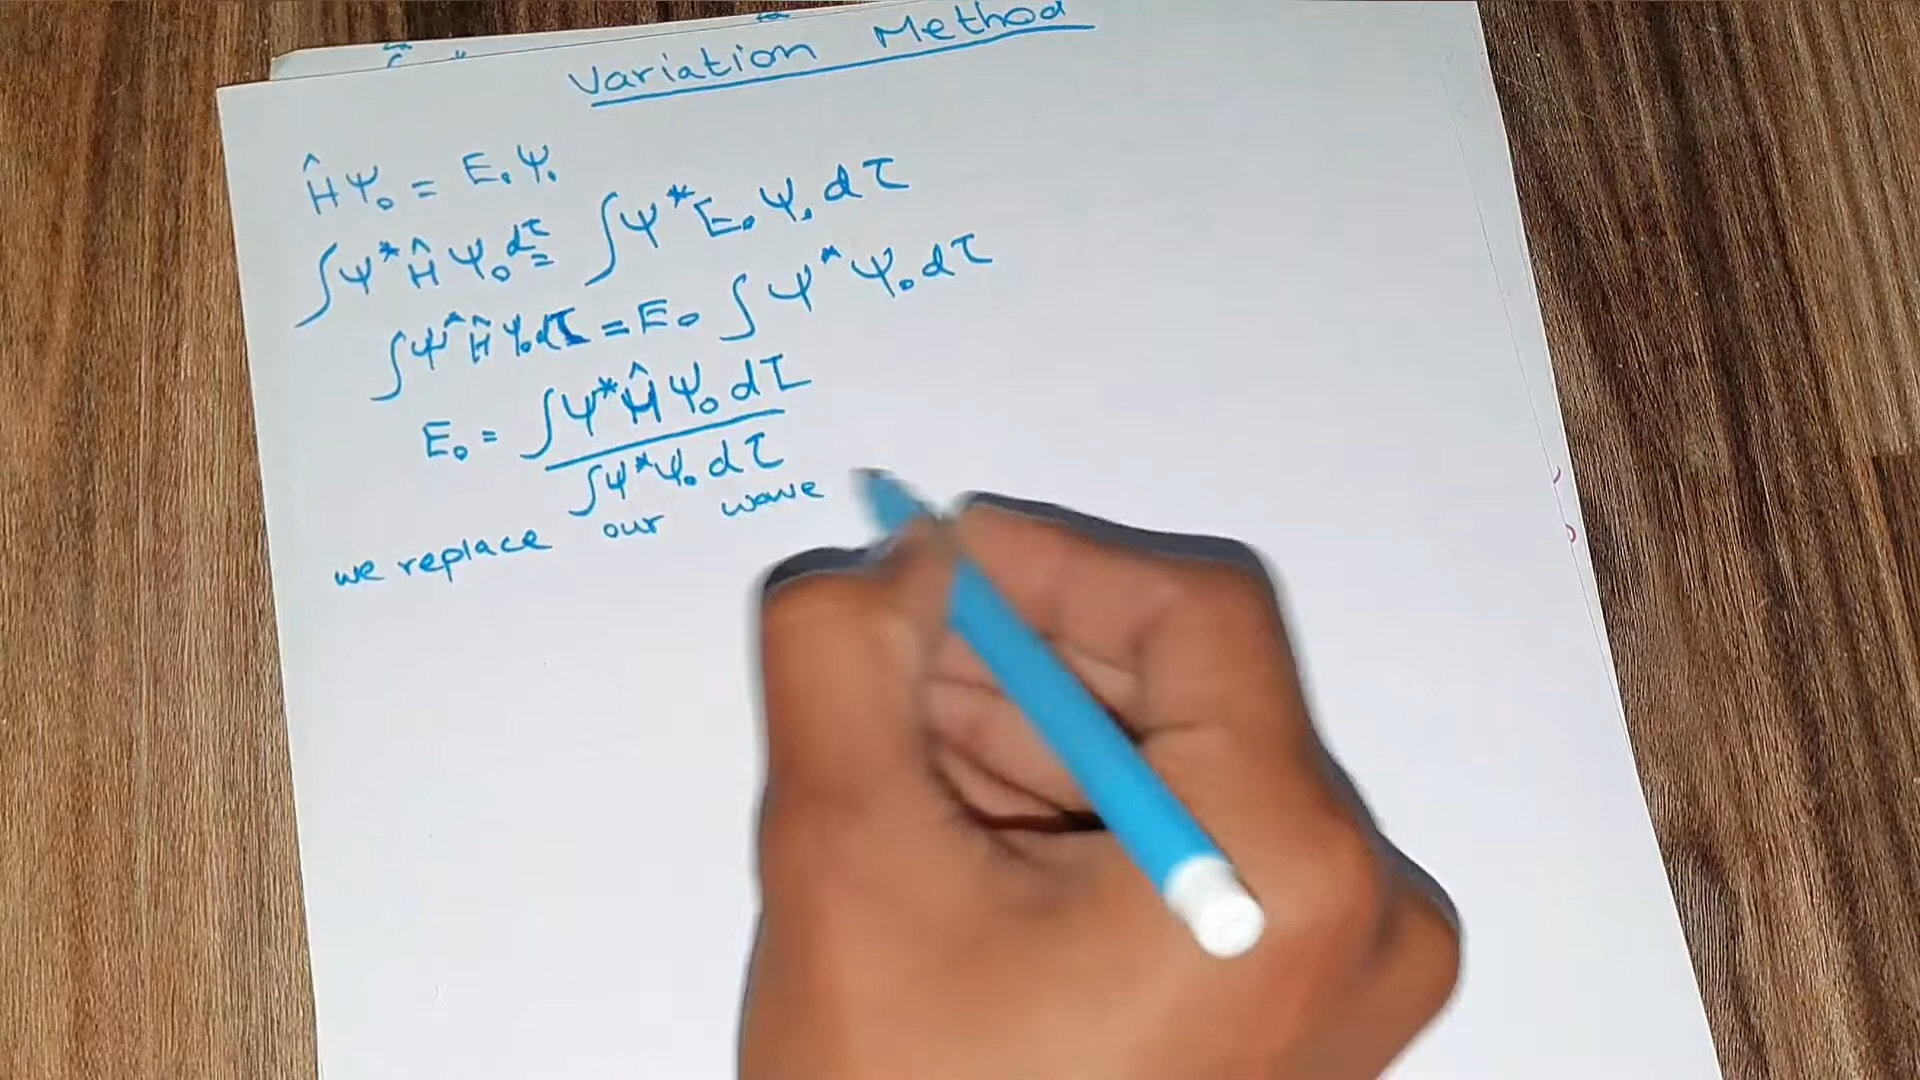 Variation Method
ĤΨ₀ = E₀Ψ₀
∫Ψ*ĤΨ₀dτ = ∫Ψ*E₀Ψ₀dτ
∫Ψ*ĤΨ₀dτ = E₀∫Ψ*Ψ₀dτ
E₀ = ∫Ψ*ĤΨ₀dτ
∫Ψ*Ψ₀dτ
we replace our wave